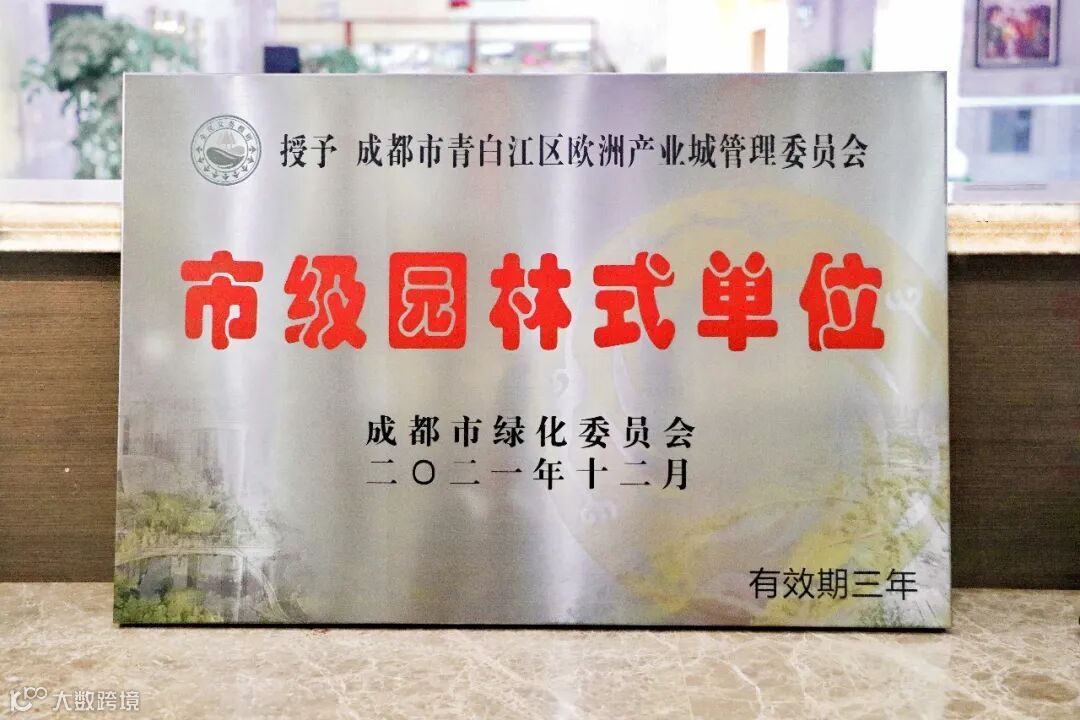 授予 成都市青白江区欧洲产业城管理委员会
市级园林式单位
成都市绿化委员会
二〇二一年十二月
有效期三年
大数跨境